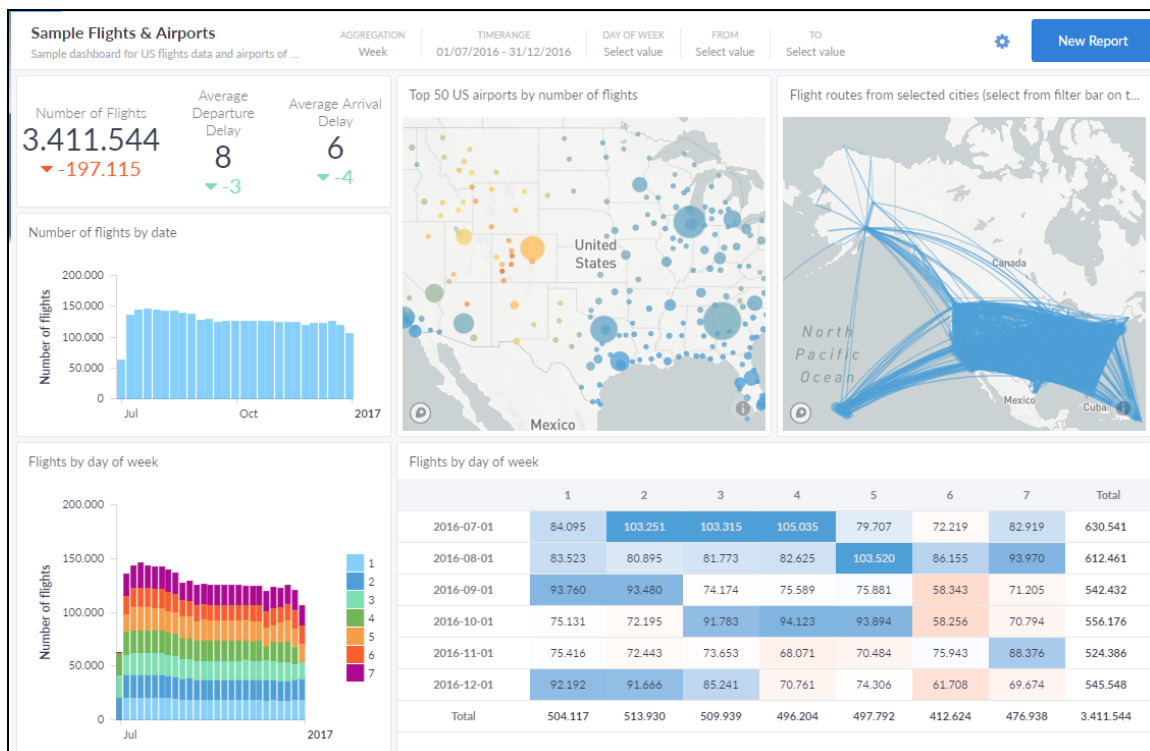 Sample Flights & Airports
Sample dashboard for US flights data and airports of ...
AGGREGATION
Week
TIMERANGE
01/07/2016 - 31/12/2016
DAY OF WEEK
Select value
FROM
Select value
TO
Select value
New Report
Number of Flights
3.411.544
-197.115
Average
Departure
Delay
8
-3
Average Arrival
Delay
6
-4
Top 50 US airports by number of flights
United
States
Mexico
Flight routes from selected cities (select from filter bar on t...
Canada
North
Pacific
Ocean
Mexico
Cuba
Number of flights by date
Number of flights
200.000
150.000
100.000
50.000
0
Jul
Oct
2017
Flights by day of week
Number of flights
200.000
150.000
100.000
50.000
0
Jul
2017
1
2
3
4
5
6
7
Flights by day of week
1 2 3 4 5 6 7 Total
2016-07-01 84.095 103.251 103.315 105.035 79.707 72.219 82.919 630.541
2016-08-01 83.523 80.895 81.773 82.625 103.520 86.155 93.970 612.461
2016-09-01 93.760 93.480 74.174 75.589 75.881 58.343 71.205 542.432
2016-10-01 75.131 72.195 91.783 94.123 93.894 58.256 70.794 556.176
2016-11-01 75.416 72.443 73.653 68.071 70.484 75.943 88.376 524.386
2016-12-01 92.192 91.666 85.241 70.761 74.306 61.708 69.674 545.548
Total 504.117 513.930 509.939 496.204 497.792 412.624 476.938 3.411.544